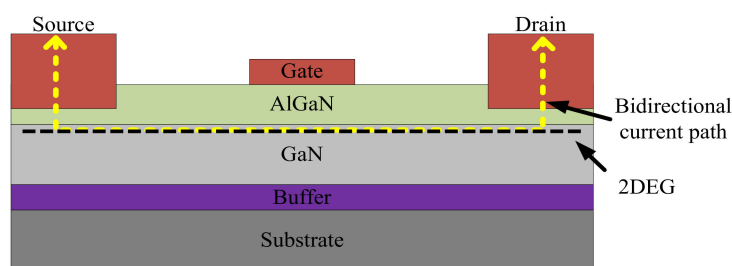 Source
Drain
Gate
AlGaN
Bidirectional
current path
GaN
2DEG
Buffer
Substrate